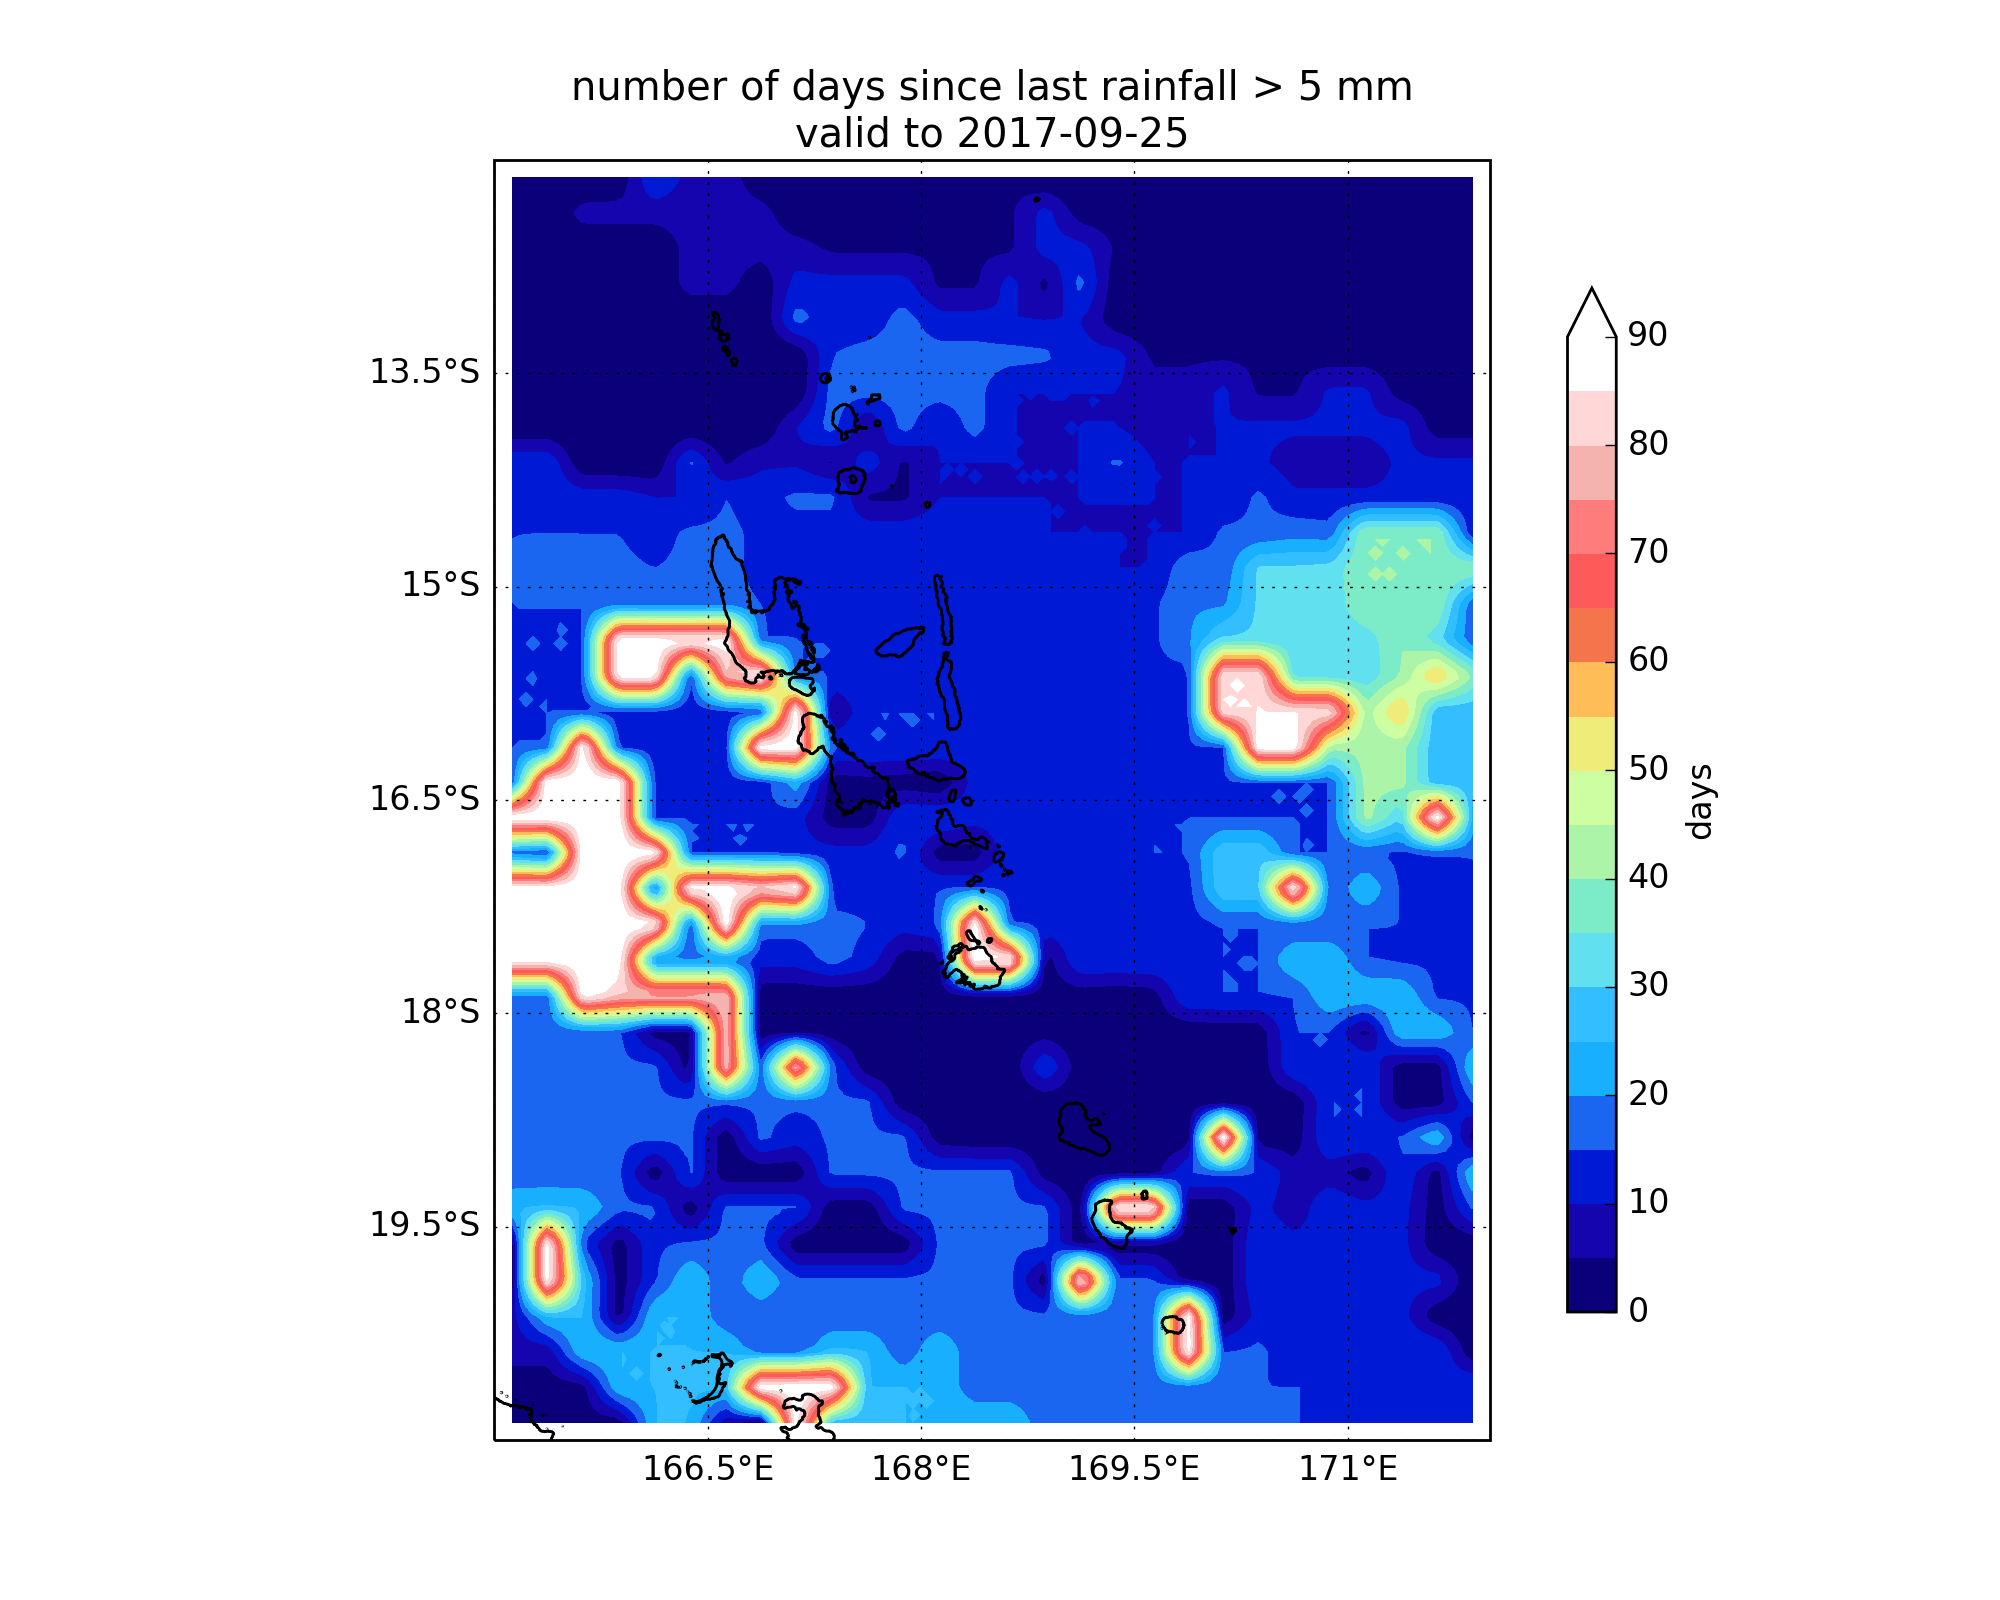 number of days since last rainfall > 5 mm
valid to 2017-09-25
13.5°S
15°S
16.5°S
18°S
19.5°S
166.5°E
168°E
169.5°E
171°E
90
80
70
60
50
40
30
20
10
0
days